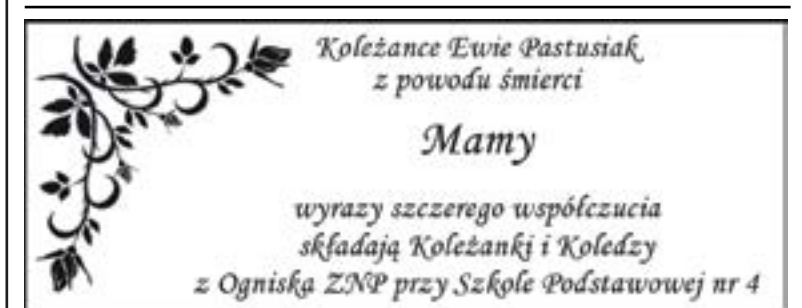 Koleżance Ewie Pastusiak
z powodu śmierci
Mamy
wyrazy szczerego współczucia
składają Koleżanki i Koledzy
z Ogniska ZNP przy Szkole Podstawowej nr 4